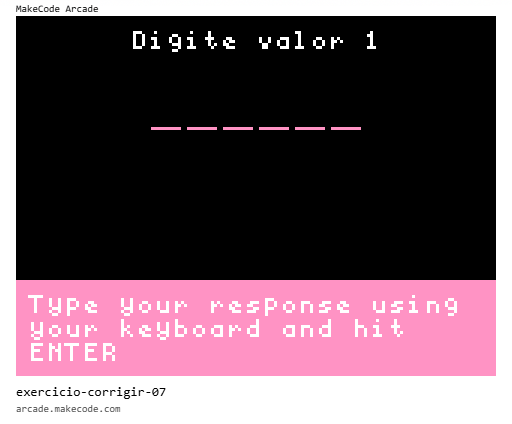 MakeCode Arcade
Digite valor 1
Type your response using
your keyboard and hit
ENTER
exercicio-corrigir-07
arcade.makecode.com